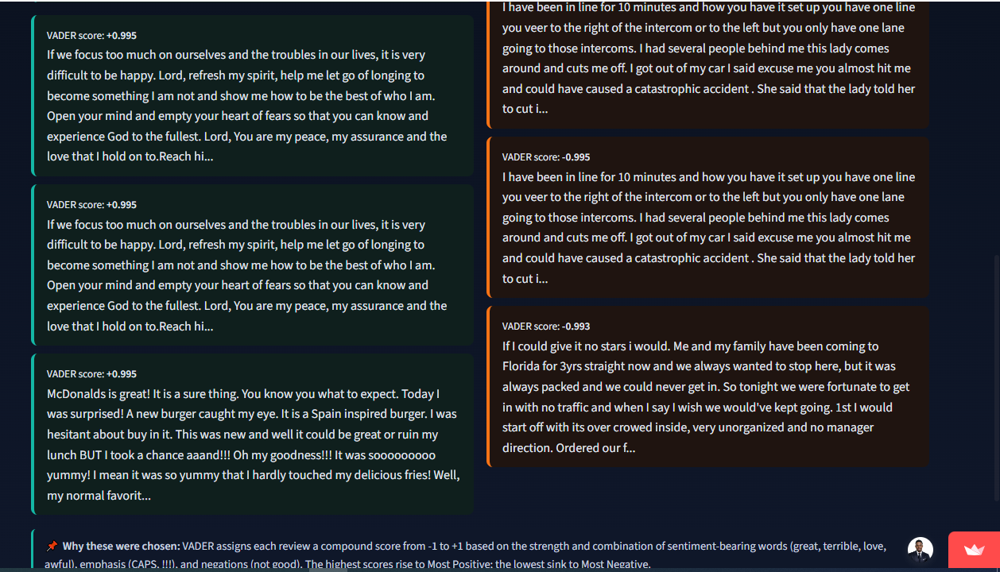 VADER score: +0.995
If we focus too much on ourselves and the troubles in our lives, it is very
difficult to be happy. Lord, refresh my spirit, help me let go of longing to
become something I am not and show me how to be the best of who I am.
Open your mind and empty your heart of fears so that you can know and
experience God to the fullest. Lord, You are my peace, my assurance and the
love that I hold on to.Reach hi...
VADER score: +0.995
If we focus too much on ourselves and the troubles in our lives, it is very
difficult to be happy. Lord, refresh my spirit, help me let go of longing to
become something I am not and show me how to be the best of who I am.
Open your mind and empty your heart of fears so that you can know and
experience God to the fullest. Lord, You are my peace, my assurance and the
love that I hold on to.Reach hi...
VADER score: +0.995
McDonalds is great! It is a sure thing. You know you what to expect. Today I
was surprised! A new burger caught my eye. It is a Spain inspired burger. I was
hesitant about buy in it. This was new and well it could be great or ruin my
lunch BUT I took a chance aaand!!! Oh my goodness!!! It was sooooooooo
yummy! I mean it was so yummy that I hardly touched my delicious fries! Well,
my normal favorit...
I have been in line for 10 minutes and how you have it set up you have one line
you veer to the right of the intercom or to the left but you only have one lane
going to those intercoms. I had several people behind me this lady comes
around and cuts me off. I got out of my car I said excuse me you almost hit me
and could have caused a catastrophic accident . She said that the lady told her
to cut i...
VADER score: -0.995
I have been in line for 10 minutes and how you have it set up you have one line
you veer to the right of the intercom or to the left but you only have one lane
going to those intercoms. I had several people behind me this lady comes
around and cuts me off. I got out of my car I said excuse me you almost hit me
and could have caused a catastrophic accident . She said that the lady told her
to cut i...
VADER score: -0.993
If I could give it no stars i would. Me and my family have been coming to
Florida for 3yrs straight now and we always wanted to stop here, but it was
always packed and we could never get in. So tonight we were fortunate to get
in with no traffic and when I say I wish we would've kept going. 1st I would
start off with its over crowed inside, very unorganized and no manager
direction. Ordered our f...
📌 Why these were chosen: VADER assigns each review a compound score from -1 to +1 based on the strength and combination of sentiment-bearing words (great, terrible, love,
awful), emphasis (CAPS, !!!), and negations (not good). The highest scores rise to Most Positive; the lowest sink to Most Negative.